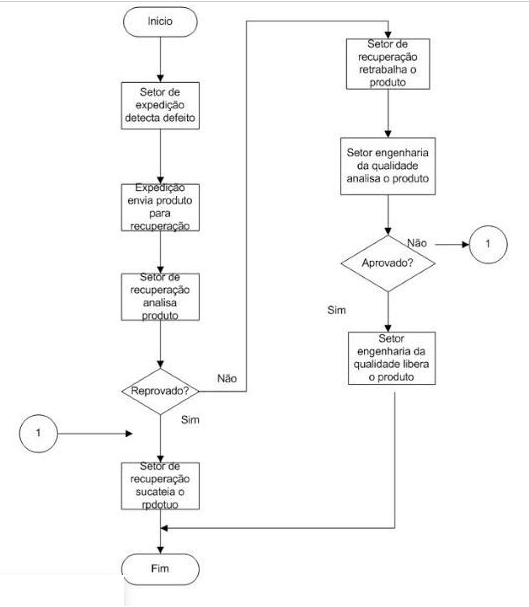 Inicio
Setor de
expedição
detecta defeito
Expedição
envia produto
para
recuperação
Setor de
recuperação
analisa
produto
Reprovado?
Não
Sim
1
Setor de
recuperação
sucateia o
rpdotuo
Fim
Setor de
recuperação
retrabalha o
produto
Setor engenharia
da qualidade
analisa o produto
Aprovado?
Não
1
Sim
Setor
engenharia da
qualidade libera
o produto